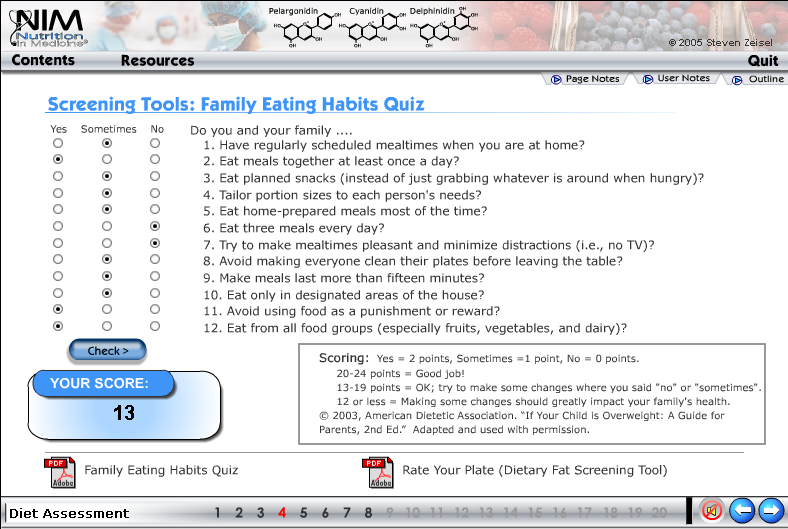 NIM
Nutrition
in Medicine®
Pelargonidin
Cyanidin
Delphinidin
© 2005 Steven Zeisel
Contents
Resources
Quit
Page Notes
User Notes
Outline
Screening Tools: Family Eating Habits Quiz
Yes Sometimes No
Do you and your family ....
1. Have regularly scheduled mealtimes when you are at home?
2. Eat meals together at least once a day?
3. Eat planned snacks (instead of just grabbing whatever is around when hungry)?
4. Tailor portion sizes to each person's needs?
5. Eat home-prepared meals most of the time?
6. Eat three meals every day?
7. Try to make mealtimes pleasant and minimize distractions (i.e., no TV)?
8. Avoid making everyone clean their plates before leaving the table?
9. Make meals last more than fifteen minutes?
10. Eat only in designated areas of the house?
11. Avoid using food as a punishment or reward?
12. Eat from all food groups (especially fruits, vegetables, and dairy)?
Check >
YOUR SCORE:
13
Scoring: Yes = 2 points, Sometimes =1 point, No = 0 points.
20-24 points = Good job!
13-19 points = OK; try to make some changes where you said "no" or "sometimes".
12 or less = Making some changes should greatly impact your family's health.
© 2003, American Dietetic Association. "If Your Child is Overweight: A Guide for
Parents, 2nd Ed." Adapted and used with permission.
PDF
Adobe
Family Eating Habits Quiz
PDF
Adobe
Rate Your Plate (Dietary Fat Screening Tool)
Diet Assessment
1 2 3 4 5 6 7 8 9 10 11 12 13 14 15 16 17 18 19 20